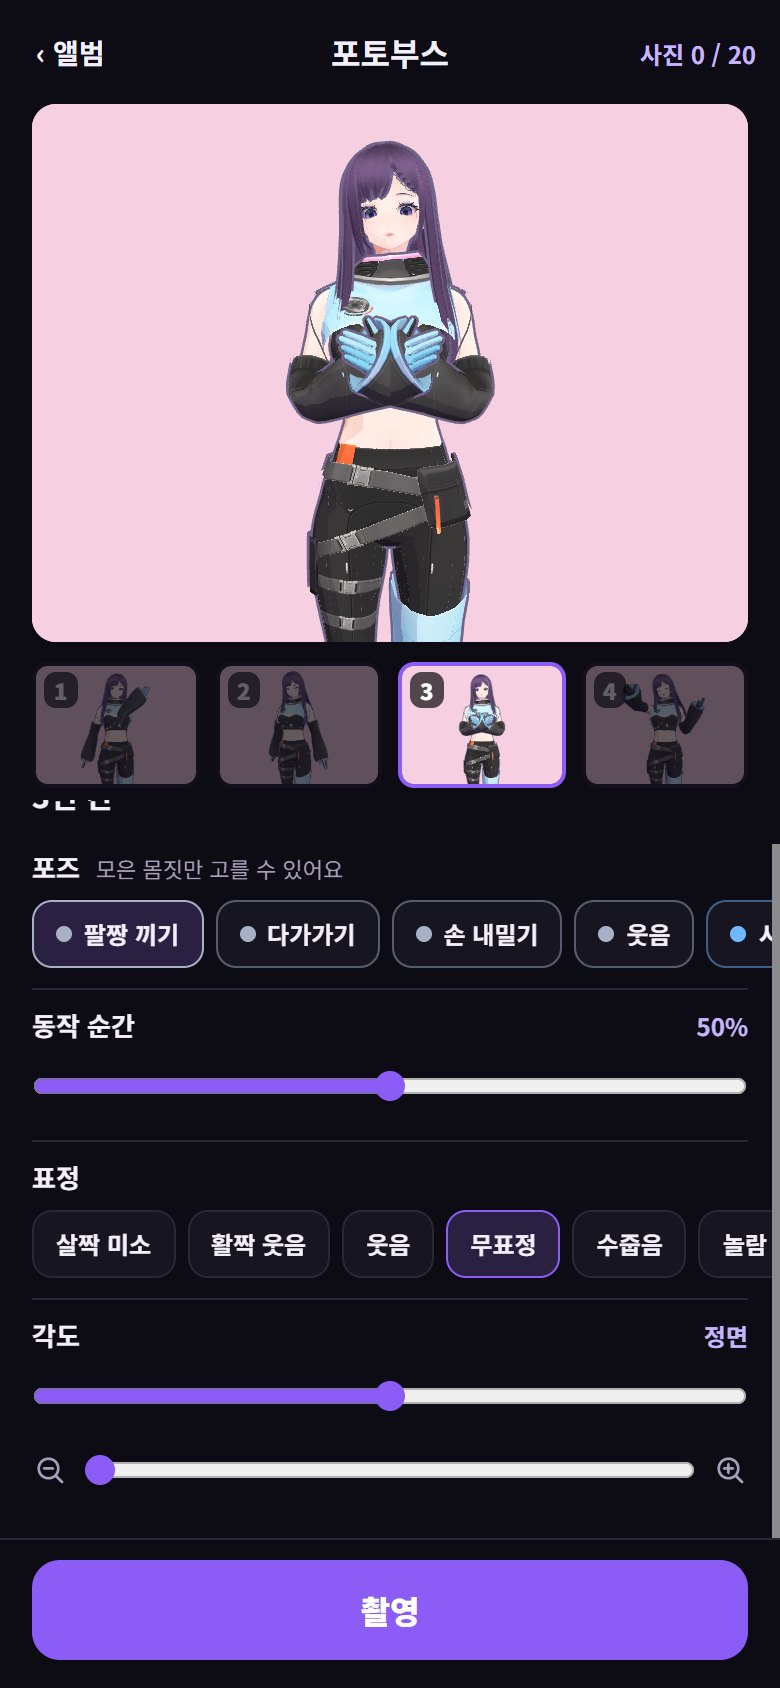 ‹ 앨범
포토부스
사진 0 / 20
1
2
3
4
포즈 모은 몸짓만 고를 수 있어요
팔짱 끼기
다가가기
손 내밀기
웃음
동작 순간
50%
표정
살짝 미소
활짝 웃음
웃음
무표정
수줍음
놀람
각도
정면
촬영